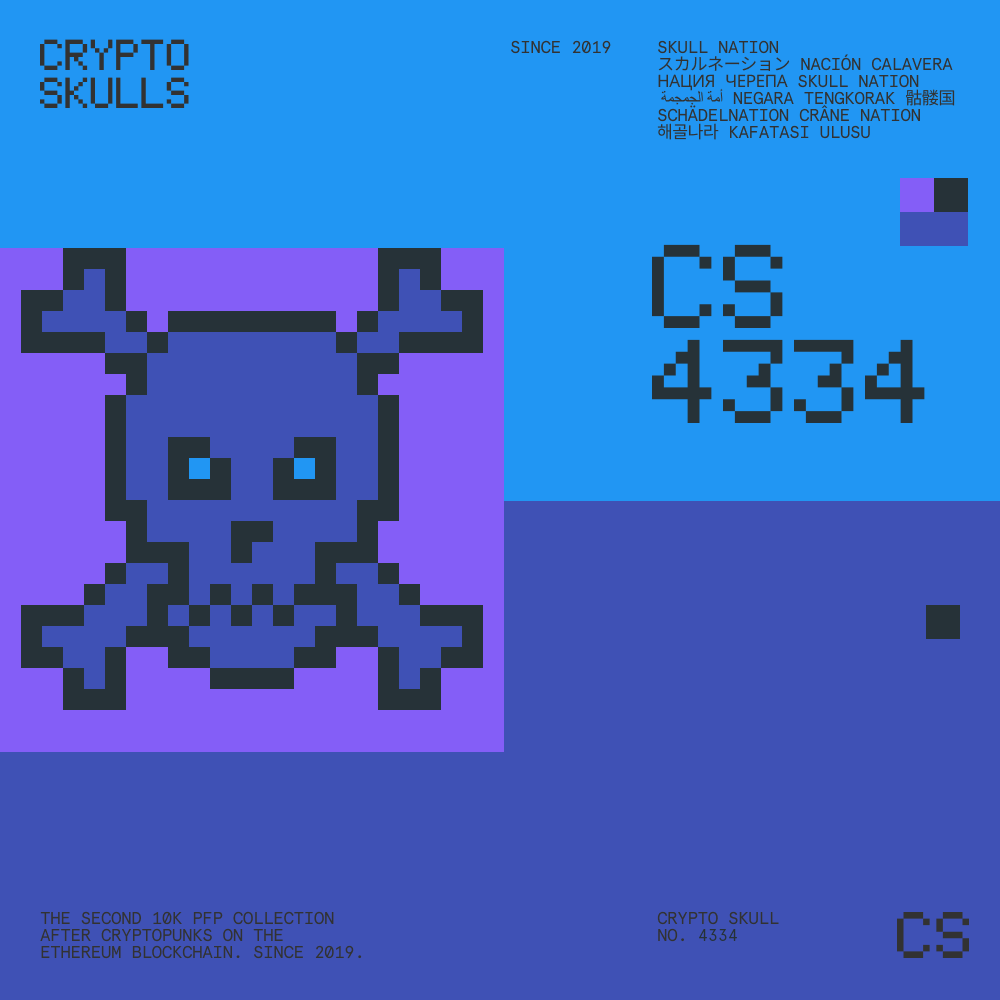 CRYPTO
SKULLS
SINCE 2019
SKULL NATION
スカルネーション NACIÓN CALAVERA
НАЦИЯ ЧЕРЕПА SKULL NATION
أمة الجمجمة NEGARA TENGKORAK 骷髅国
SCHÄDELNATION CRÂNE NATION
해골나라 KAFATASI ULUSU
CS
4334
THE SECOND 10K PFP COLLECTION
AFTER CRYPTOPUNKS ON THE
ETHEREUM BLOCKCHAIN. SINCE 2019.
CRYPTO SKULL
NO. 4334
CS